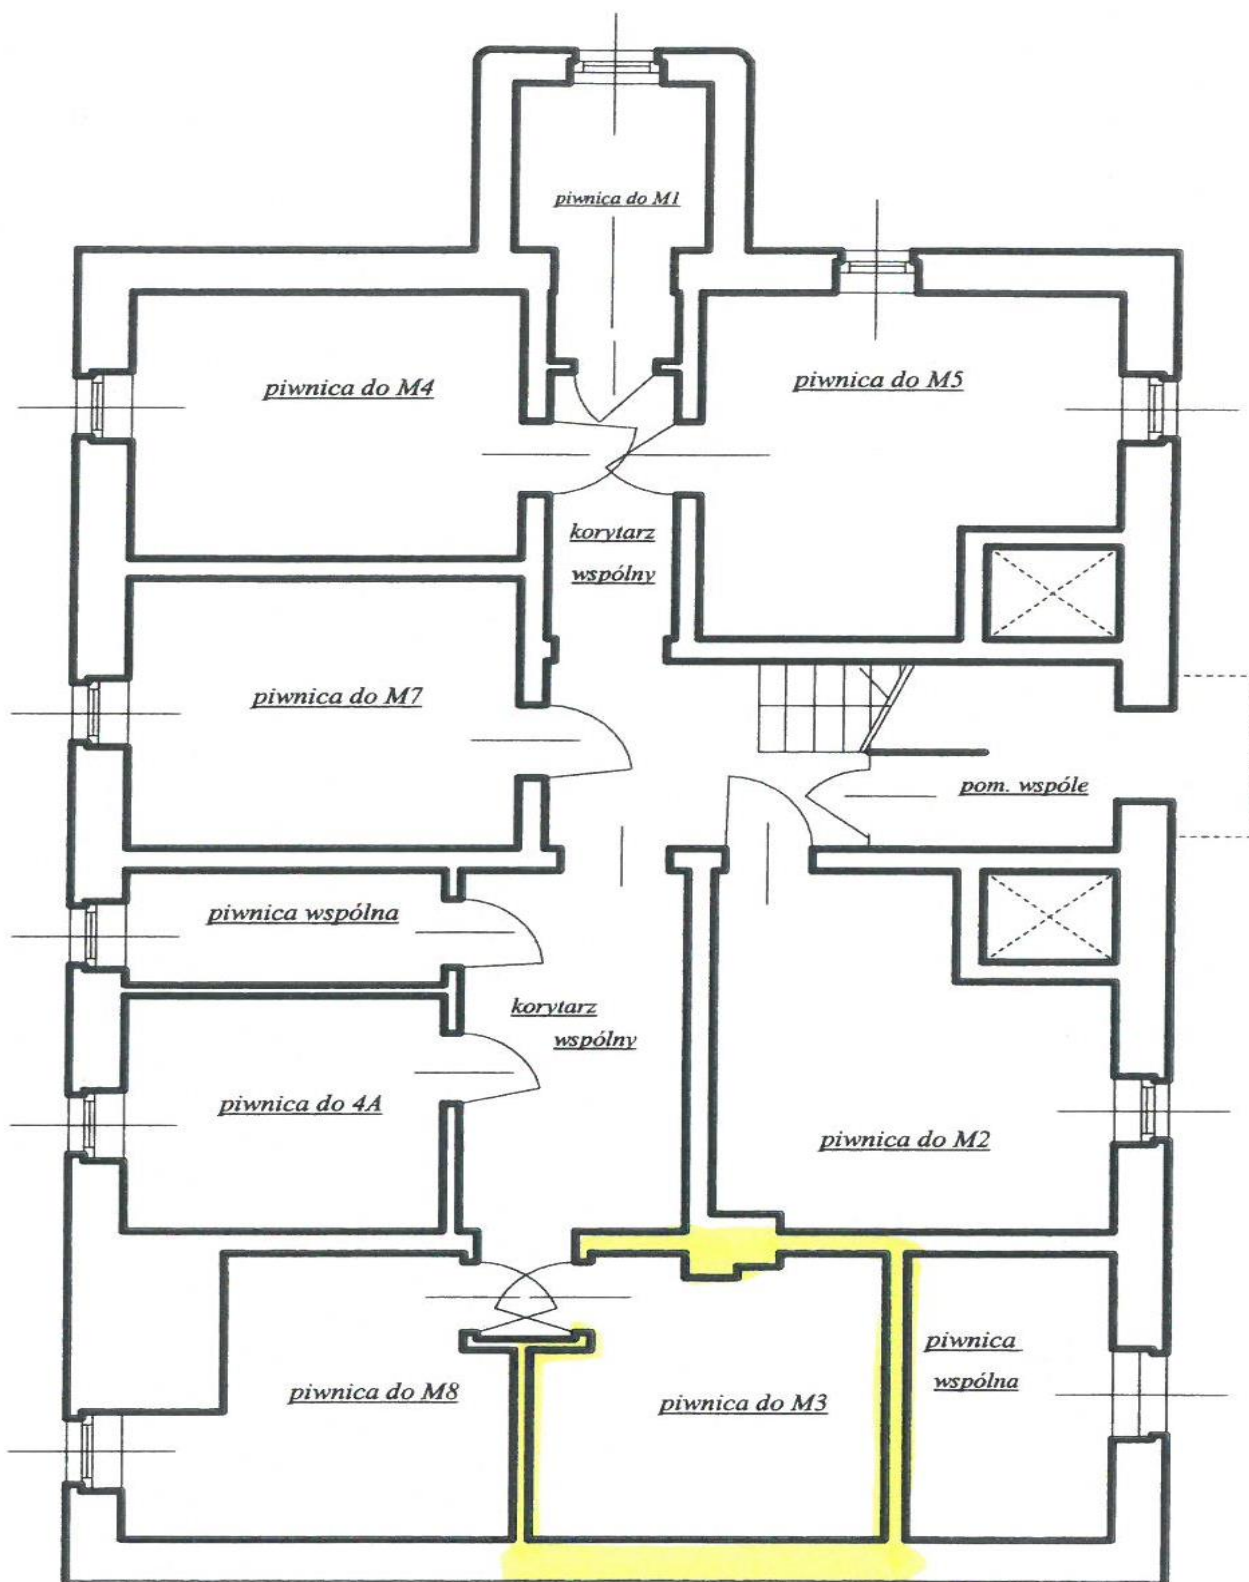 piwnica do M1
piwnica do M4
piwnica do M5
korytarz
wspólny
piwnica do M7
pom. wspóle
piwnica wspólna
korytarz
wspólny
piwnica do 4A
piwnica do M2
piwnica
wspólna
piwnica do M8
piwnica do M3